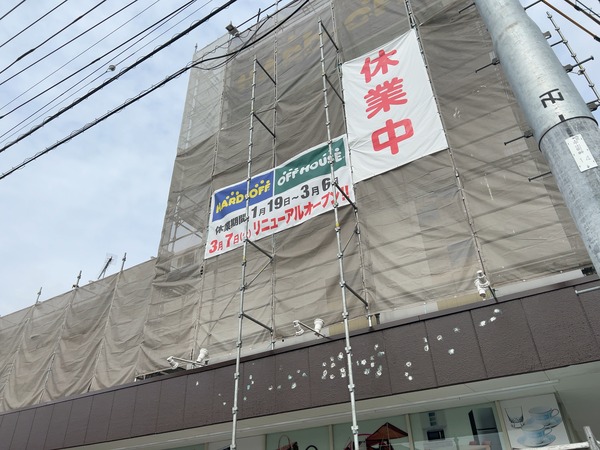 休業中
HARD OFF
OFF HOUSE
休業期間 1月19日～3月6日
3月7日(土)リニューアルオープン!!